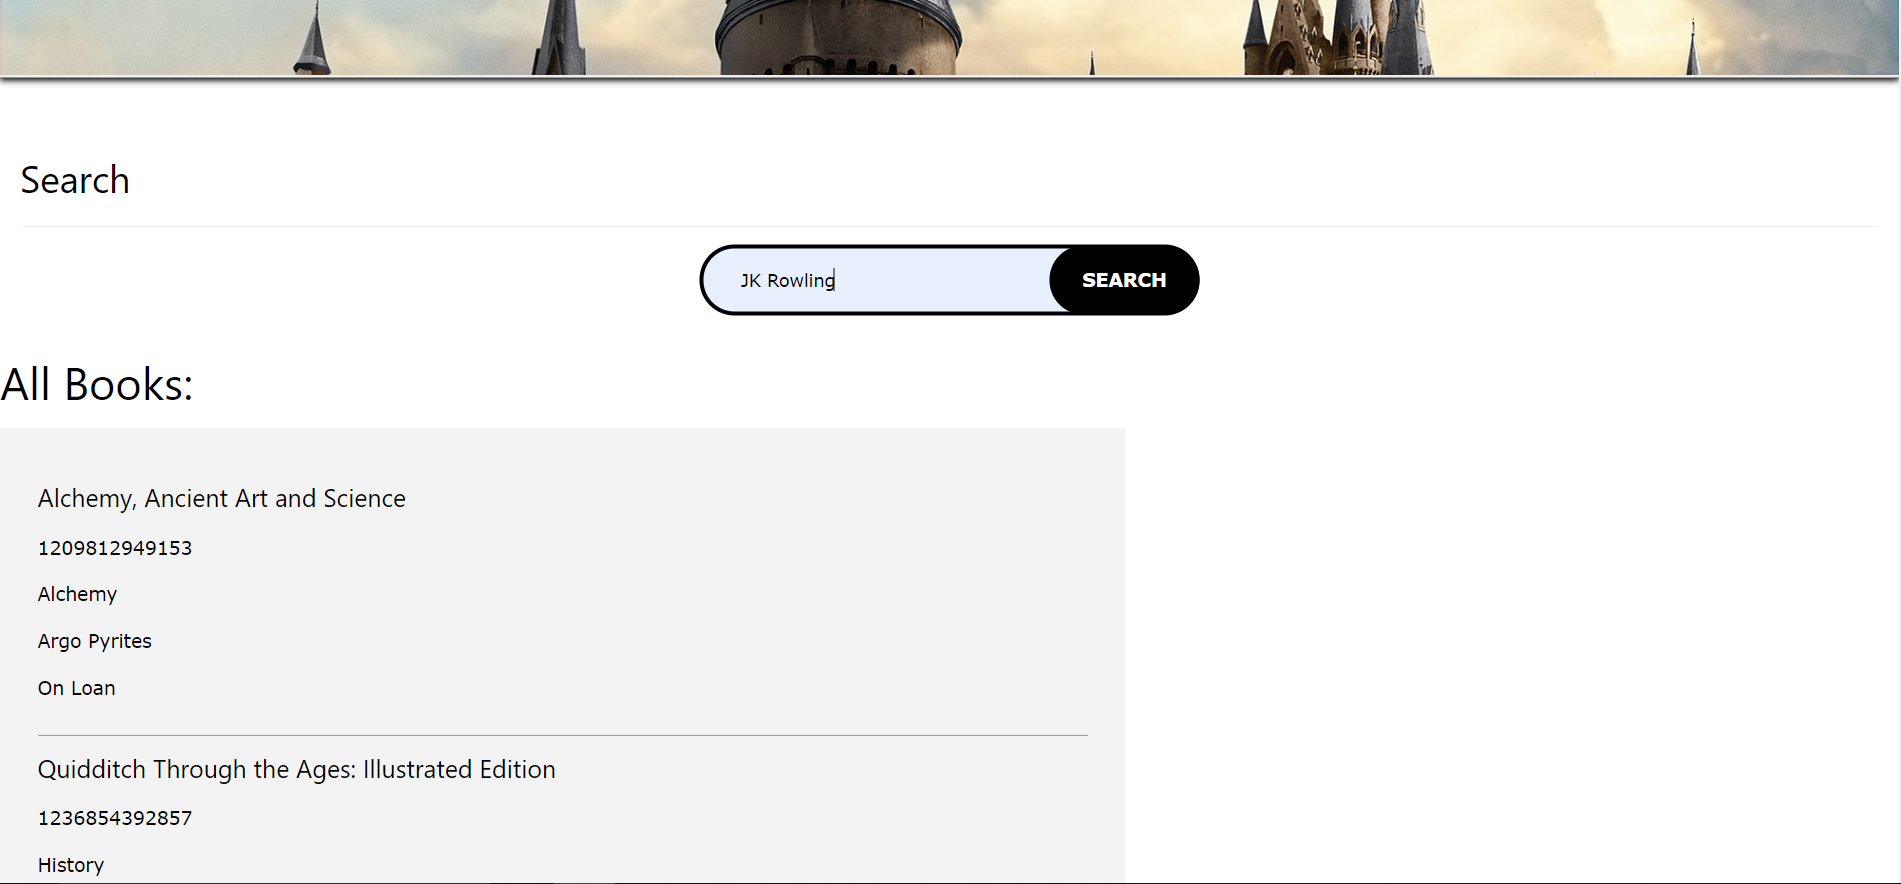 Search
JK Rowling
SEARCH
All Books:
Alchemy, Ancient Art and Science
1209812949153
Alchemy
Argo Pyrites
On Loan
Quidditch Through the Ages: Illustrated Edition
1236854392857
History